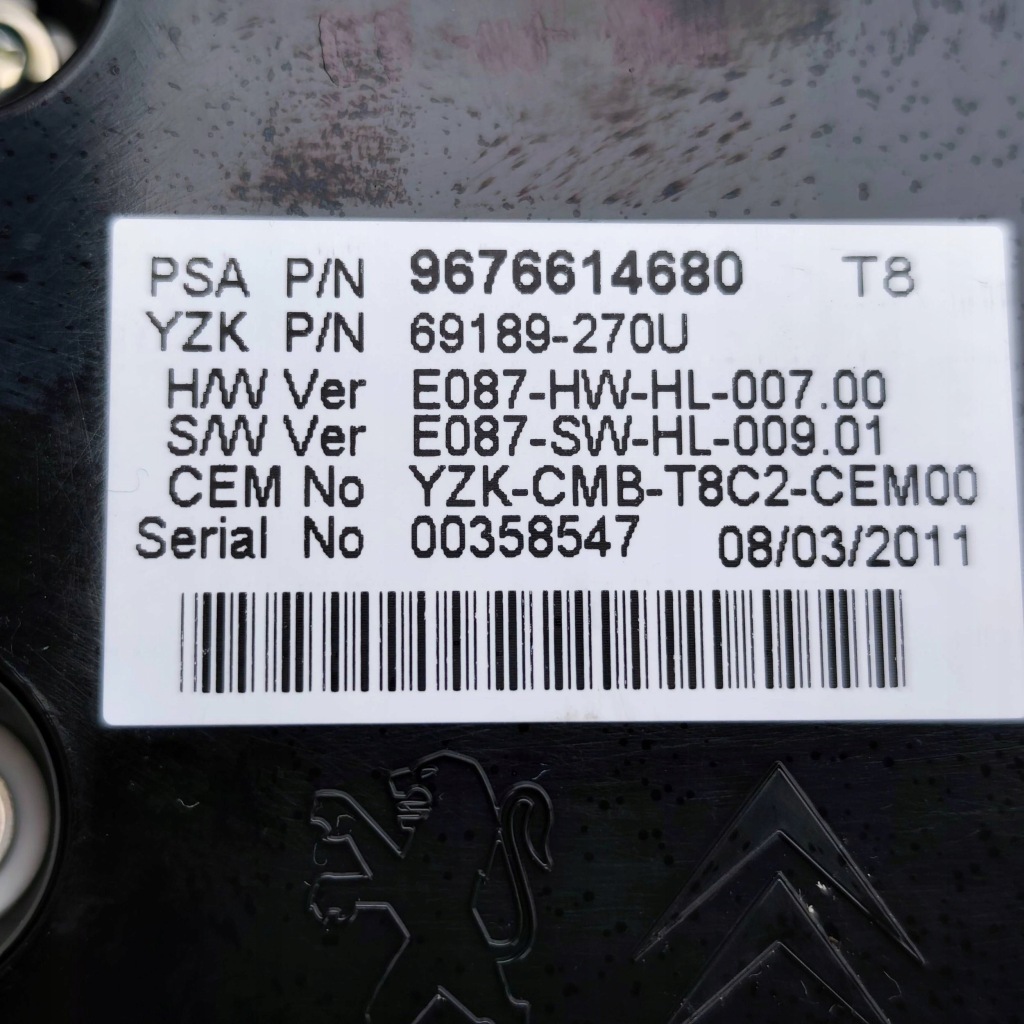 PSA P/N 9676614680 T8
YZK P/N 69189-270U
H/W Ver E087-HW-HL-007.00
S/W Ver E087-SW-HL-009.01
CEM No YZK-CMB-T8C2-CEM00
Serial No 00358547 08/03/2011